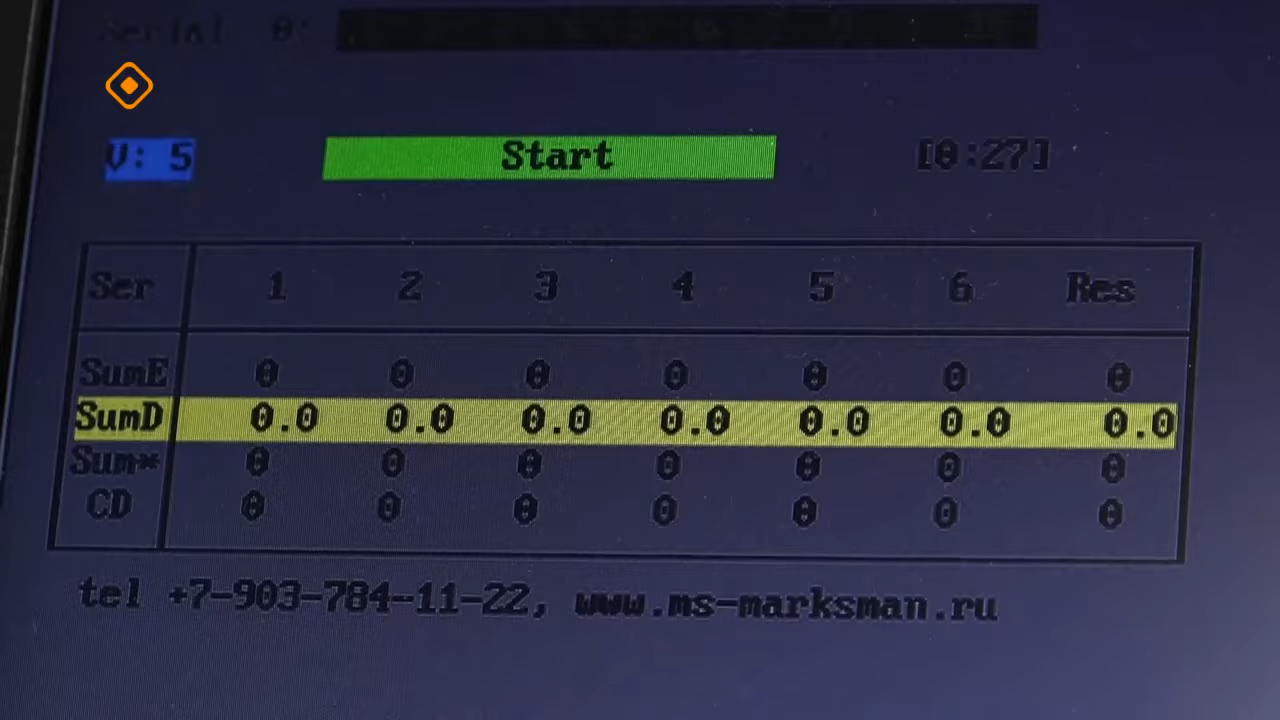 Serial 0:
V: 5 Start [0:27]
Ser 1 2 3 4 5 6 Res
SumE 0 0 0 0 0 0 0
SumD 0.0 0.0 0.0 0.0 0.0 0.0 0.0
Sum* 0 0 0 0 0 0 0
CD 0 0 0 0 0 0 0
tel +7-903-784-11-22, www.ms-marksman.ru